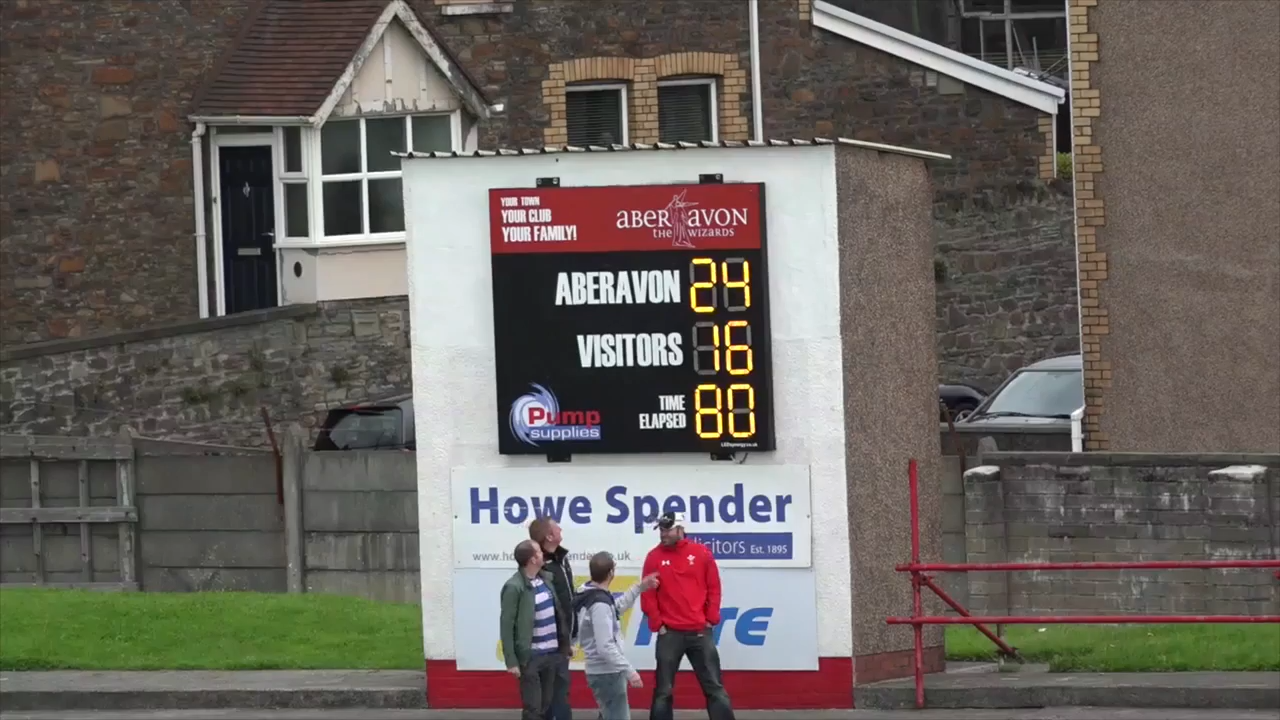 YOUR TOWN
YOUR CLUB
YOUR FAMILY!
ABERAVON
THE WIZARDS
ABERAVON 24
VISITORS 16
TIME
ELAPSED 80
Pump
supplies
Howe Spender
Est. 1895